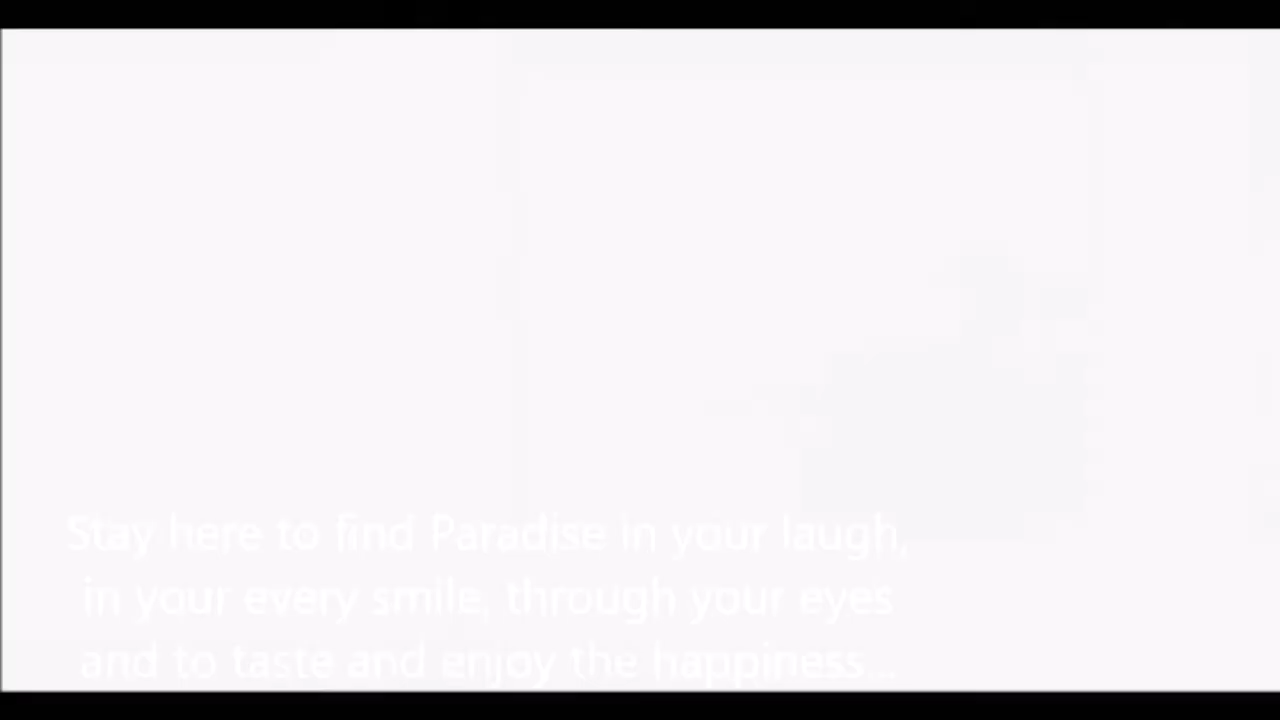 Stay here to find Paradise in your laugh,
in your every smile, through your eyes
and to taste and enjoy the happiness...